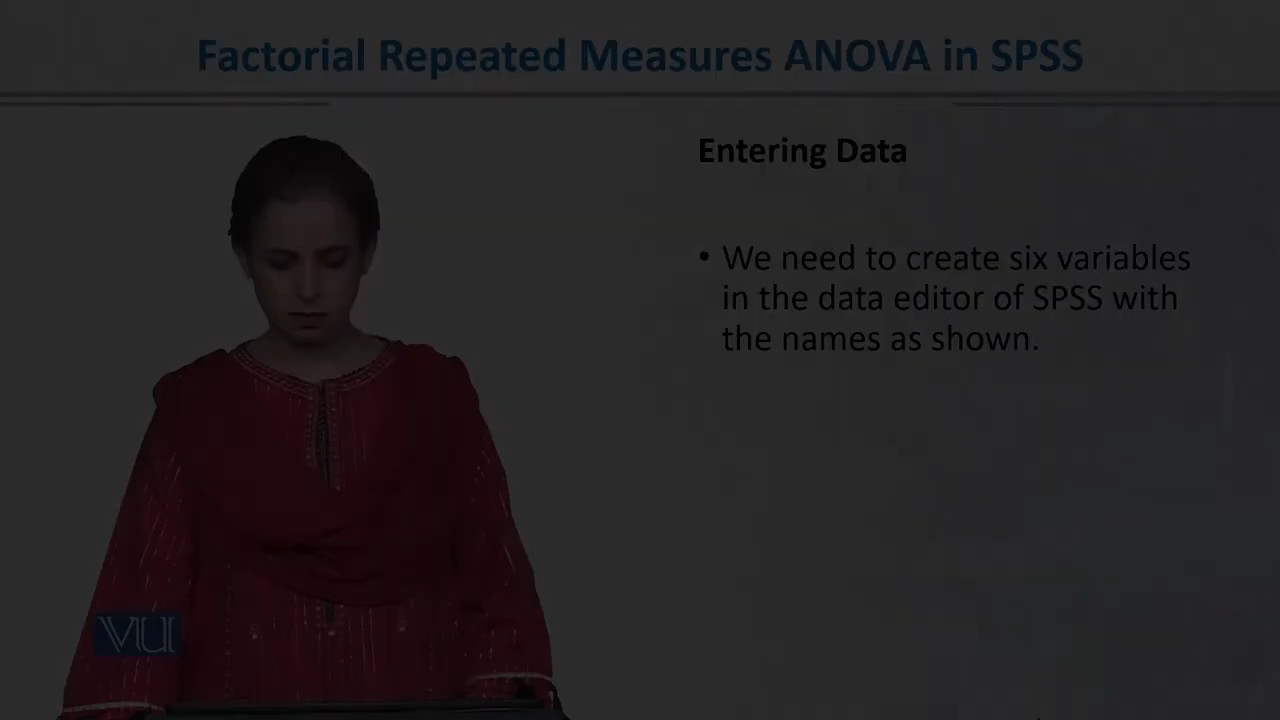 Factorial Repeated Measures ANOVA in SPSS
Entering Data
• We need to create six variables
in the data editor of SPSS with
the names as shown.
VU